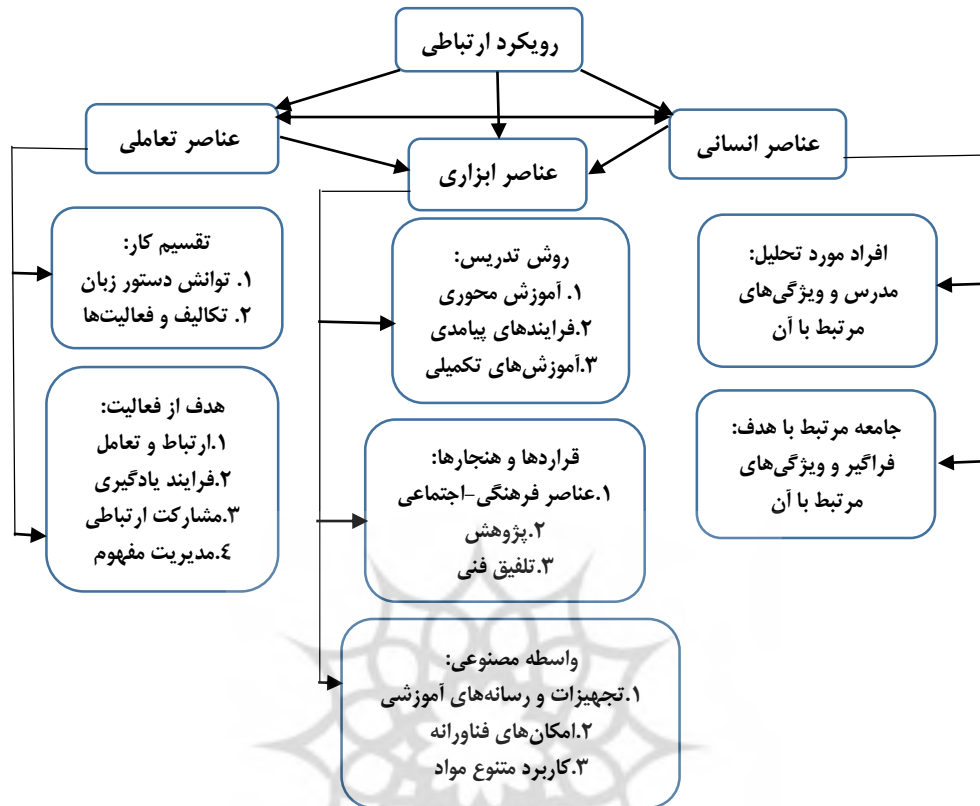 رویکرد ارتباطی
عناصر انسانی
عناصر ابزاری
عناصر تعاملی
افراد مورد تحلیل:
مدرس و ویژگی‌های
مرتبط با آن
جامعه مرتبط با هدف:
فراگیر و ویژگی‌های
مرتبط با آن
روش تدریس:
۱. آموزش محوری
۲.فرایندهای پیامدی
۳.آموزش‌های تکمیلی
قراردها و هنجارها:
۱.عناصر فرهنگی-اجتماعی
۲.پژوهش
۳.تلفیق فنی
واسطه مصنوعی:
۱.تجهیزات و رسانه‌های آموزشی
۲.امکان‌های فناورانه
۳.کاربرد متنوع مواد
تقسیم کار:
۱. توانش دستور زبان
۲. تکالیف و فعالیت‌ها
هدف از فعالیت:
۱.ارتباط و تعامل
۲.فرایند یادگیری
۳.مشارکت ارتباطی
٤.مدیریت مفهوم